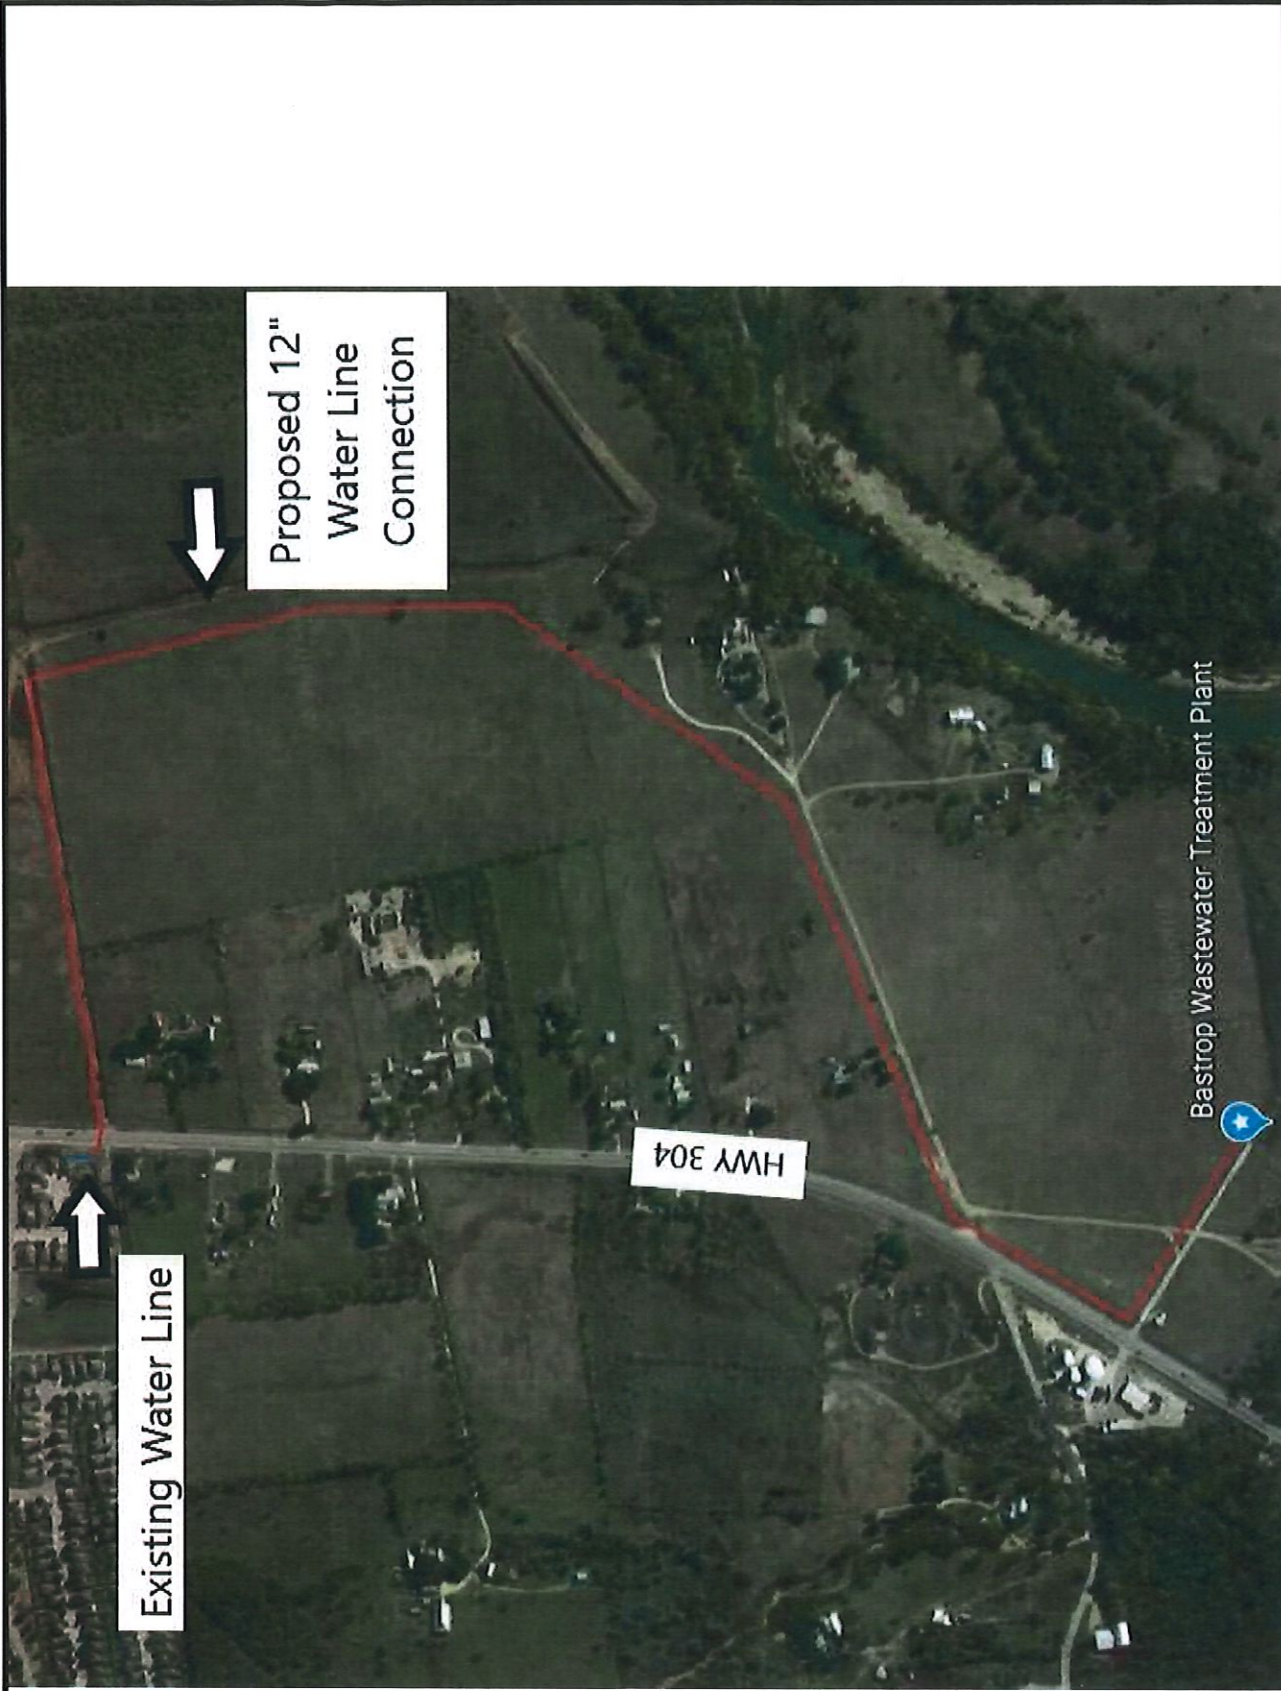 Existing Water Line
Proposed 12"
Water Line
Connection
HWY 304
Bastrop Wastewater Treatment Plant